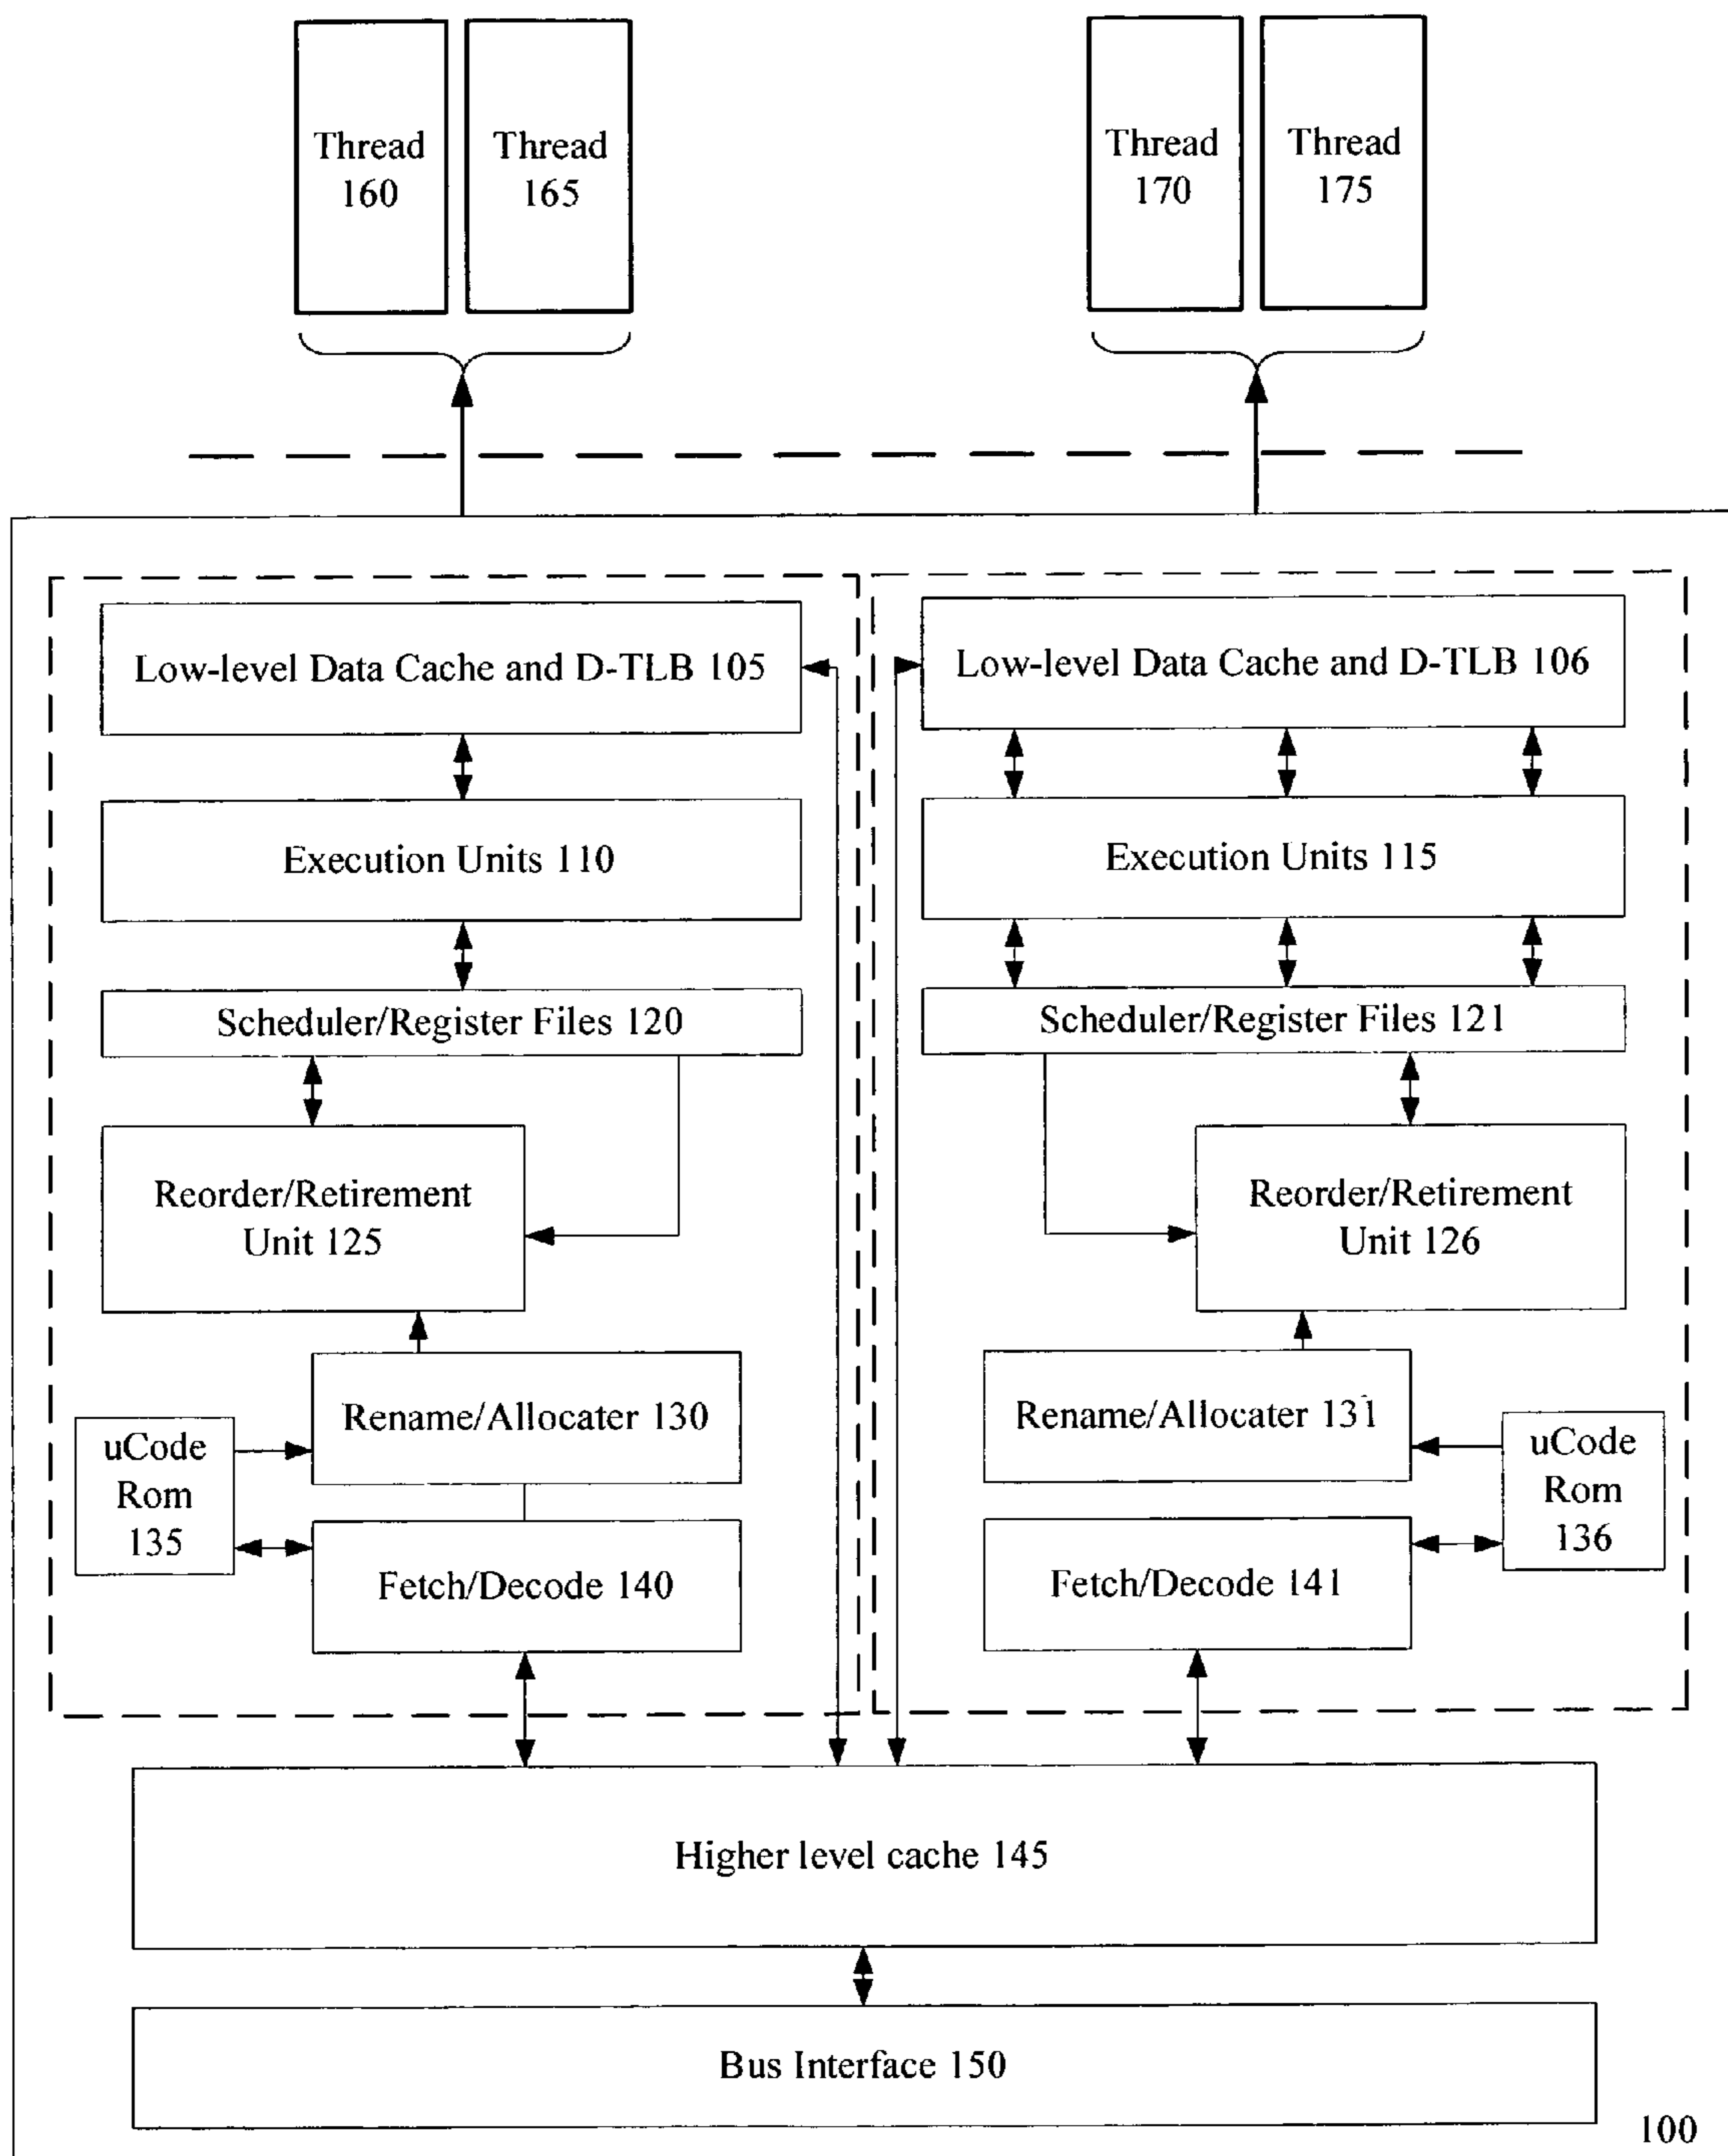 Thread
160
Thread
165
Thread
170
Thread
175
Low-level Data Cache and D-TLB 105
Low-level Data Cache and D-TLB 106
Execution Units 110
Execution Units 115
Scheduler/Register Files 120
Scheduler/Register Files 121
Reorder/Retirement
Unit 125
Reorder/Retirement
Unit 126
Rename/Allocater 130
Rename/Allocater 131
uCode
Rom
135
uCode
Rom
136
Fetch/Decode 140
Fetch/Decode 141
Higher level cache 145
Bus Interface 150
100